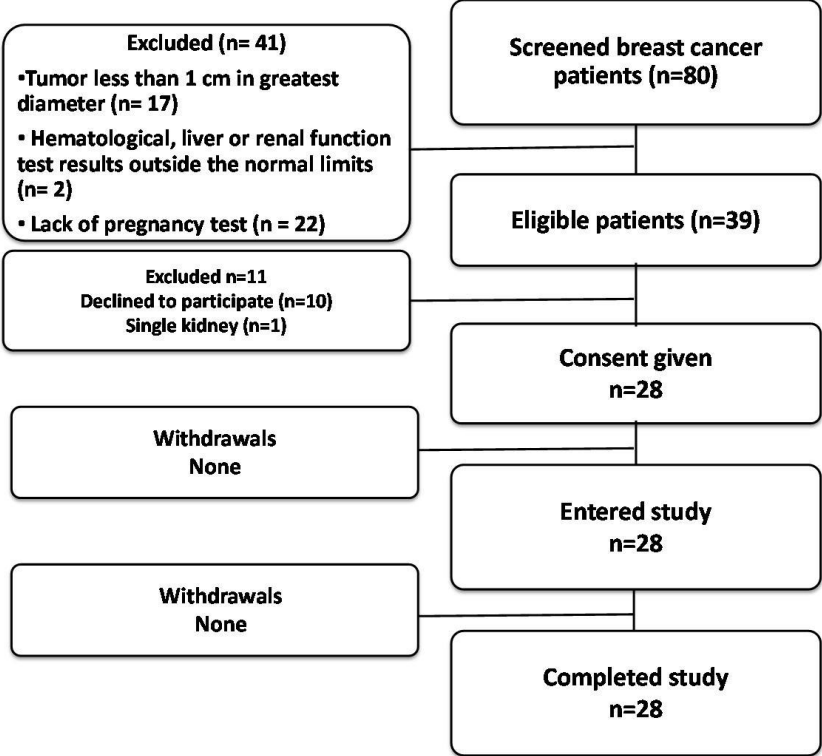 Screened breast cancer
patients (n=80)
Excluded (n= 41)
•Tumor less than 1 cm in greatest
diameter (n= 17)
• Hematological, liver or renal function
test results outside the normal limits
(n= 2)
• Lack of pregnancy test (n = 22)
Eligible patients (n=39)
Excluded n=11
Declined to participate (n=10)
Single kidney (n=1)
Consent given
n=28
Withdrawals
None
Entered study
n=28
Withdrawals
None
Completed study
n=28